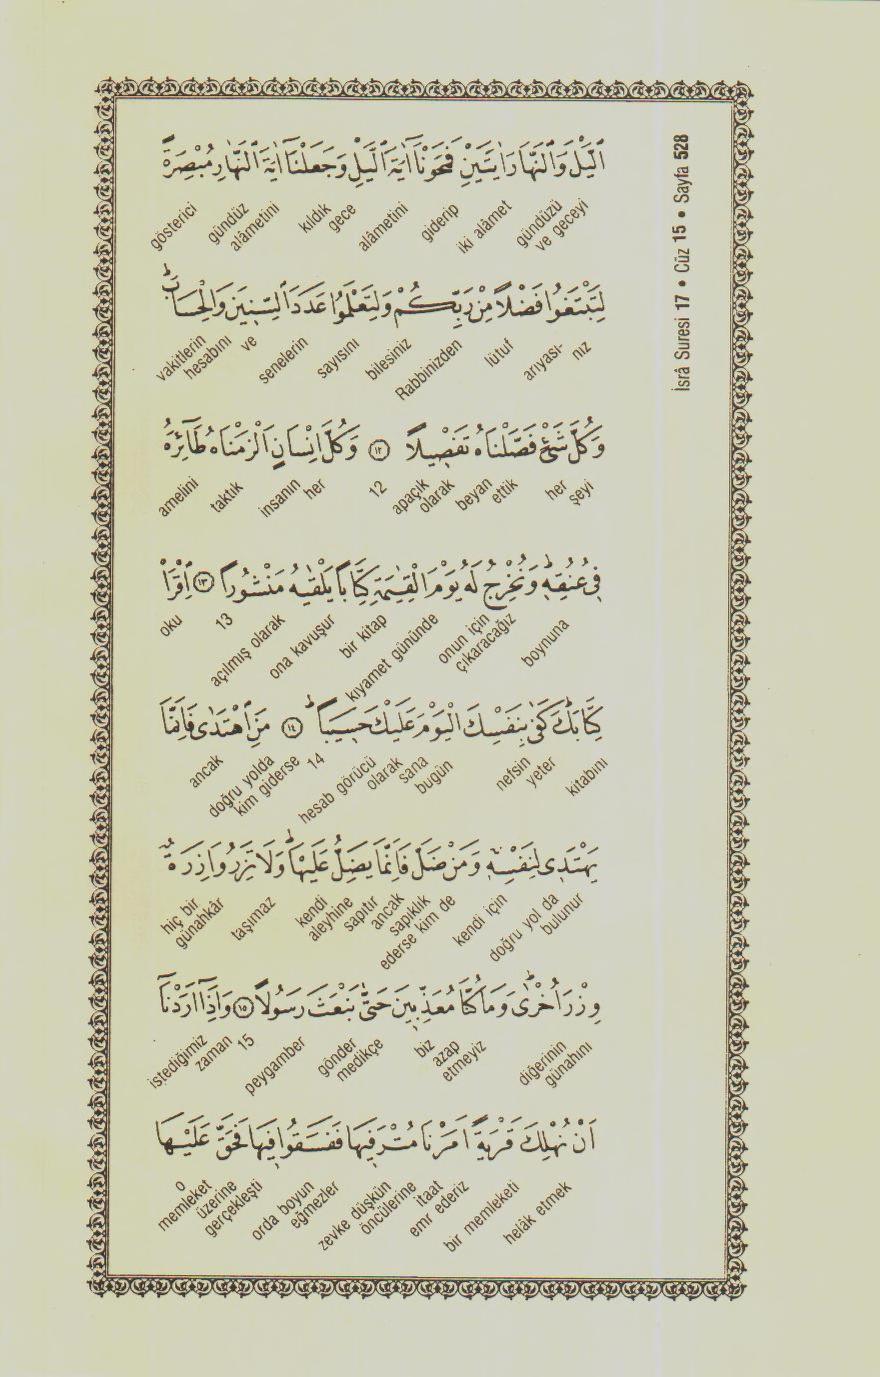 İsrâ Suresi 17 • Cüz 15 • Sayfa 528
الَّيْلَ وَالنَّهَارَ اٰيَتَيْنِ فَمَحَوْنَٓا اٰيَةَ الَّيْلِ وَجَعَلْنَٓا اٰيَةَ النَّهَارِ مُبْصِرَةً
ve geceyi gündüzü iki alâmet giderip alâmetini gece kıldık alâmetini gündüz gösterici
لِتَبْتَغُوا فَضْلًا مِنْ رَبِّكُمْ وَلِتَعْلَمُوا عَدَدَ السِّنٖينَ وَالْحِسَابَؕ
arıyası- nız lütuf Rabbinizden bilesiniz sayısını senelerin ve hesabını vakitlerin
وَكُلَّ شَيْءٍ فَصَّلْنَاهُ تَفْصٖيلًا ﴿١٢﴾ وَكُلَّ اِنْسَانٍ اَلْزَمْنَاهُ طَٓائِرَهُ
her şeyi beyan ettik apaçık olarak 12 her insanın taktık amelini
فٖي عُنُقِهٖؕ وَنُخْرِجُ لَهُ يَوْمَ الْقِيٰمَةِ كِتَابًا يَلْقٰيهُ مَنْشُورًا ﴿١٣﴾ اِقْرَأْ
boynuna çıkaracağız onun için kıyamet gününde bir kitap ona kavuşur açılmış olarak 13 oku
كِتَابَكَؕ كَفٰى بِنَفْسِكَ الْيَوْمَ عَلَيْكَ حَسٖيبًاؕ ﴿١٤﴾ مَنِ اهْتَدٰى فَاِنَّمَا
kitabını yeter nefsin bugün sana olarak hesab görücü 14 kim giderse doğru yolda ancak
يَهْتَدٖي لِنَفْسِهٖۚ وَمَنْ ضَلَّ فَاِنَّمَا يَضِلُّ عَلَيْهَاؕ وَلَا تَزِرُ وَازِرَةٌ
doğru yol da bulunur kendi için ederse kim de sapıklık ancak sapıtır aleyhine kendi taşımaz hiç bir günahkâr
وِزْرَ اُخْرٰىؕ وَمَا كُنَّا مُعَذِّبٖينَ حَتّٰى نَبْعَثَ رَسُولًا ﴿١٥﴾ وَاِذَٓا اَرَدْنَٓا
diğerinin günahını azap etmeyiz biz gönder medikçe peygamber 15 zaman istediğimiz
اَنْ نُهْلِكَ قَرْيَةً اَمَرْنَا مُتْرَفٖيهَا فَفَسَقُوا فٖيهَا فَحَقَّ عَلَيْهَا
helâk etmek bir memleketi emr ederiz itaat öncülerine zevke düşkün orda boyun eğmezler gerçekleşti üzerine o memleket